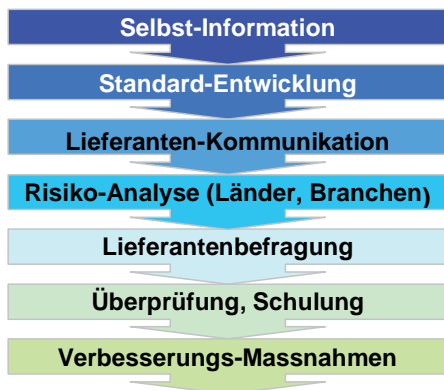 Selbst-Information
Standard-Entwicklung
Lieferanten-Kommunikation
Risiko-Analyse (Länder, Branchen)
Lieferantenbefragung
Überprüfung, Schulung
Verbesserungs-Massnahmen